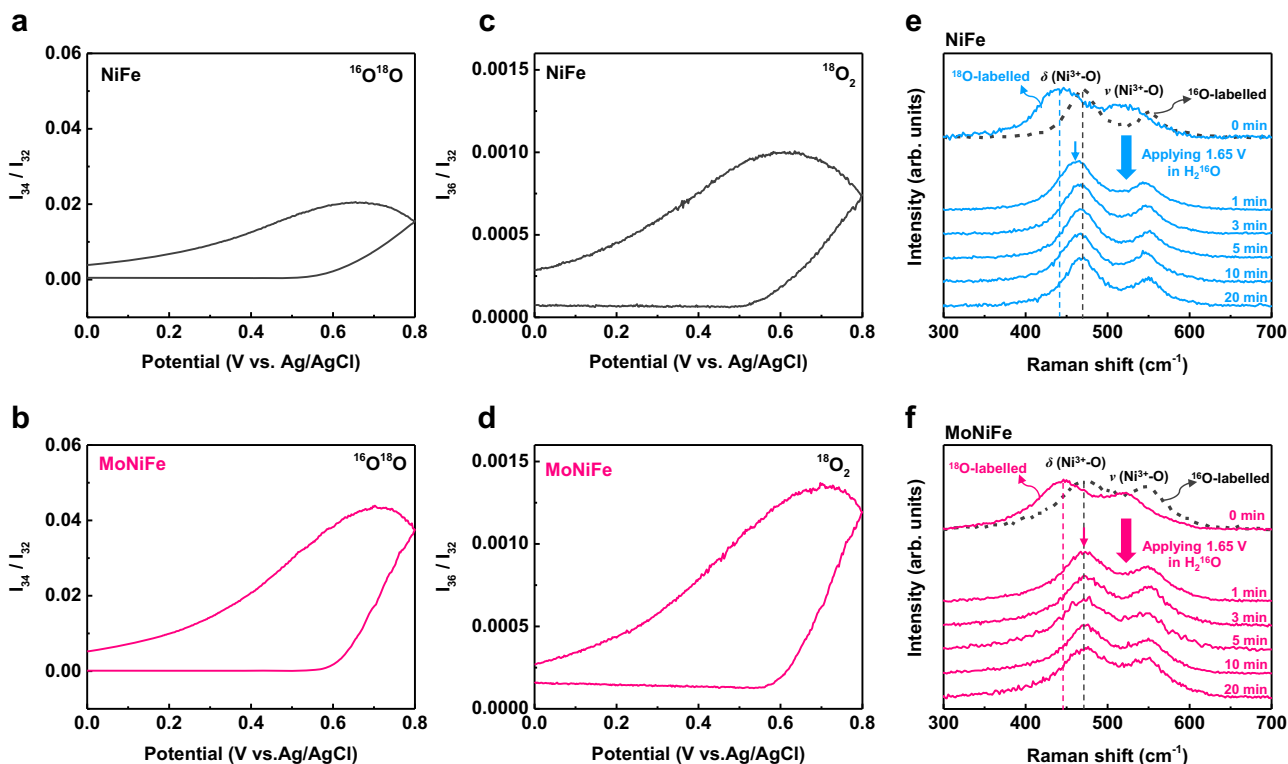 a
0.06
0.04
0.02
0.00
I34 / I32
NiFe
16O18O
0.0
0.2
0.4
0.6
0.8
Potential (V vs. Ag/AgCl)
c
0.0015
0.0010
0.0005
0.0000
I36 / I32
NiFe
18O2
0.0
0.2
0.4
0.6
0.8
Potential (V vs. Ag/AgCl)
e
NiFe
Intensity (arb. units)
18O-labelled
δ (Ni3+-O)
ν (Ni3+-O)
16O-labelled
0 min
Applying 1.65 V
in H216O
1 min
3 min
5 min
10 min
20 min
300
400
500
600
700
Raman shift (cm-1)
b
0.06
0.04
0.02
0.00
I34 / I32
MoNiFe
16O18O
0.0
0.2
0.4
0.6
0.8
Potential (V vs.Ag/AgCl)
d
0.0015
0.0010
0.0005
0.0000
I36 / I32
MoNiFe
18O2
0.0
0.2
0.4
0.6
0.8
Potential (V vs.Ag/AgCl)
f
MoNiFe
Intensity (arb. units)
18O-labelled
δ (Ni3+-O)
ν (Ni3+-O)
16O-labelled
0 min
Applying 1.65 V
in H216O
1 min
3 min
5 min
10 min
20 min
300
400
500
600
700
Raman shift (cm-1)